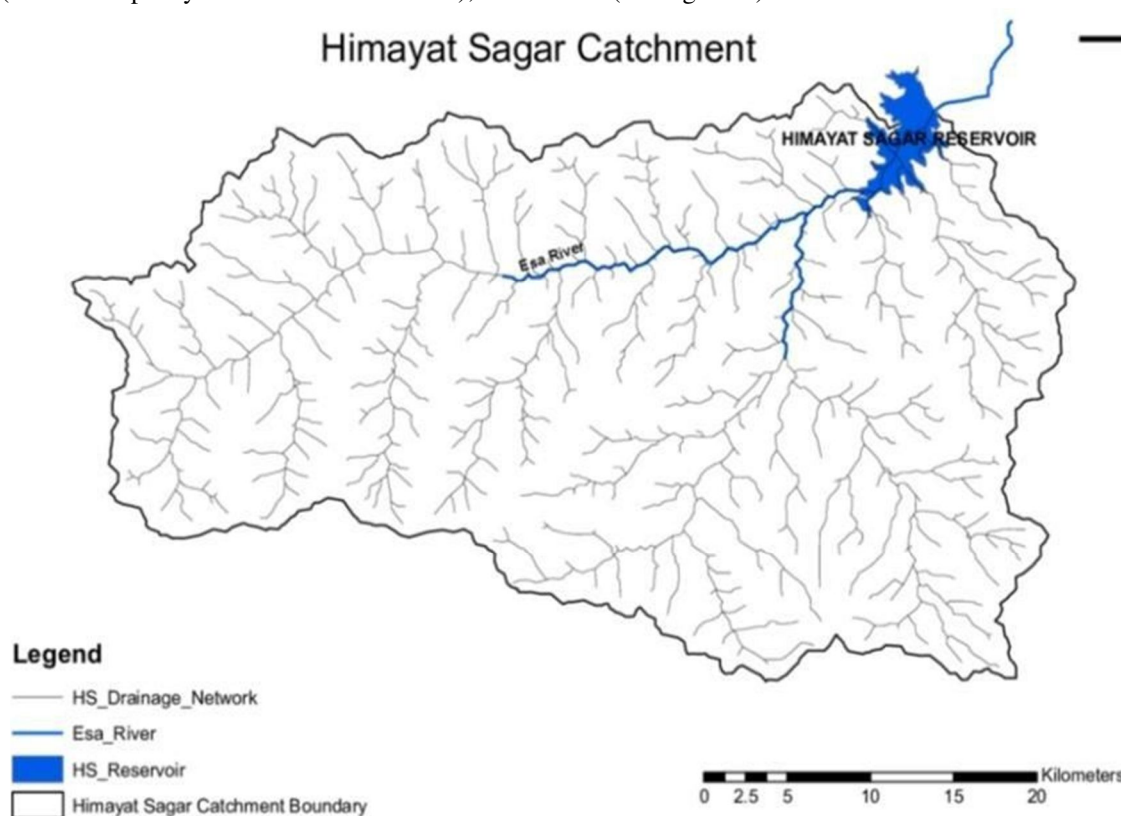 Himayat Sagar Catchment
HIMAYAT SAGAR RESERVOIR
Esa River
Legend
HS_Drainage_Network
Esa_River
HS_Reservoir
Himayat Sagar Catchment Boundary
Kilometers
0 2.5 5 10 15 20